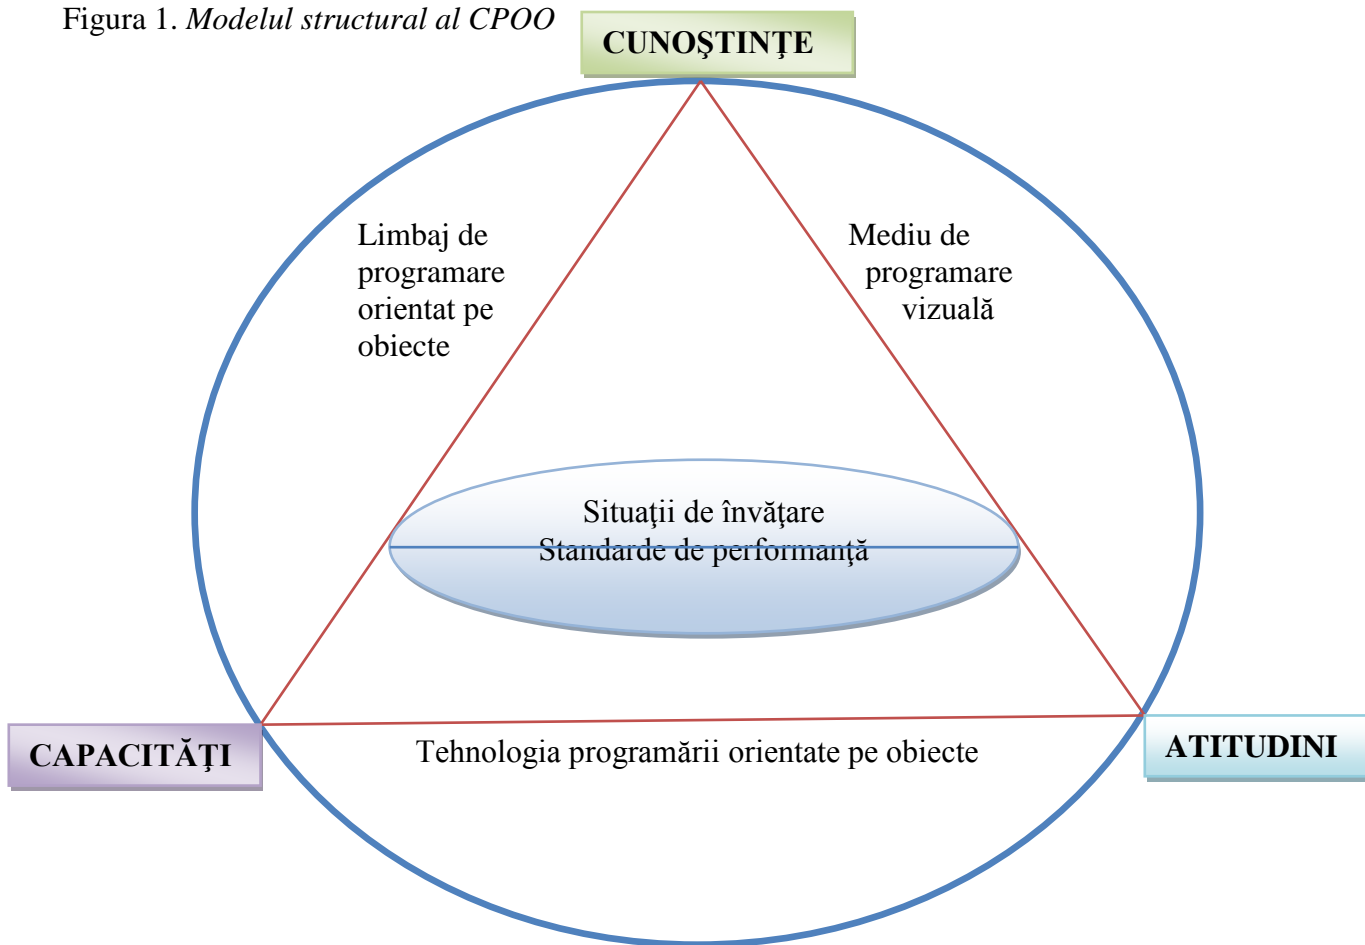 Figura 1. Modelul structural al CPOO
CUNOŞTINŢE
Limbaj de
programare
orientat pe
obiecte
Mediu de
programare
vizuală
Situaţii de învăţare
Standarde de performanţă
CAPACITĂŢI
Tehnologia programării orientate pe obiecte
ATITUDINI